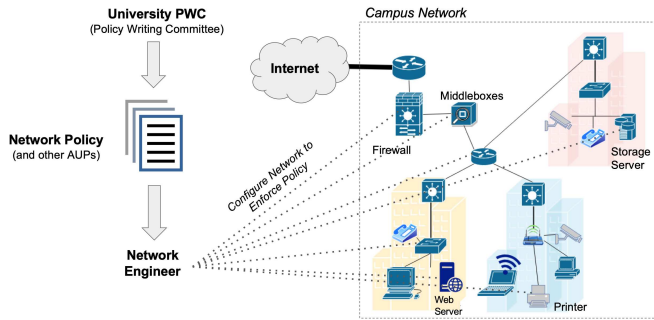 University PWC
(Policy Writing Committee)
Network Policy
(and other AUPs)
Network
Engineer
Configure Network to
Enforce Policy
Campus Network
Internet
Middleboxes
Firewall
Storage
Server
Web
Server
Printer